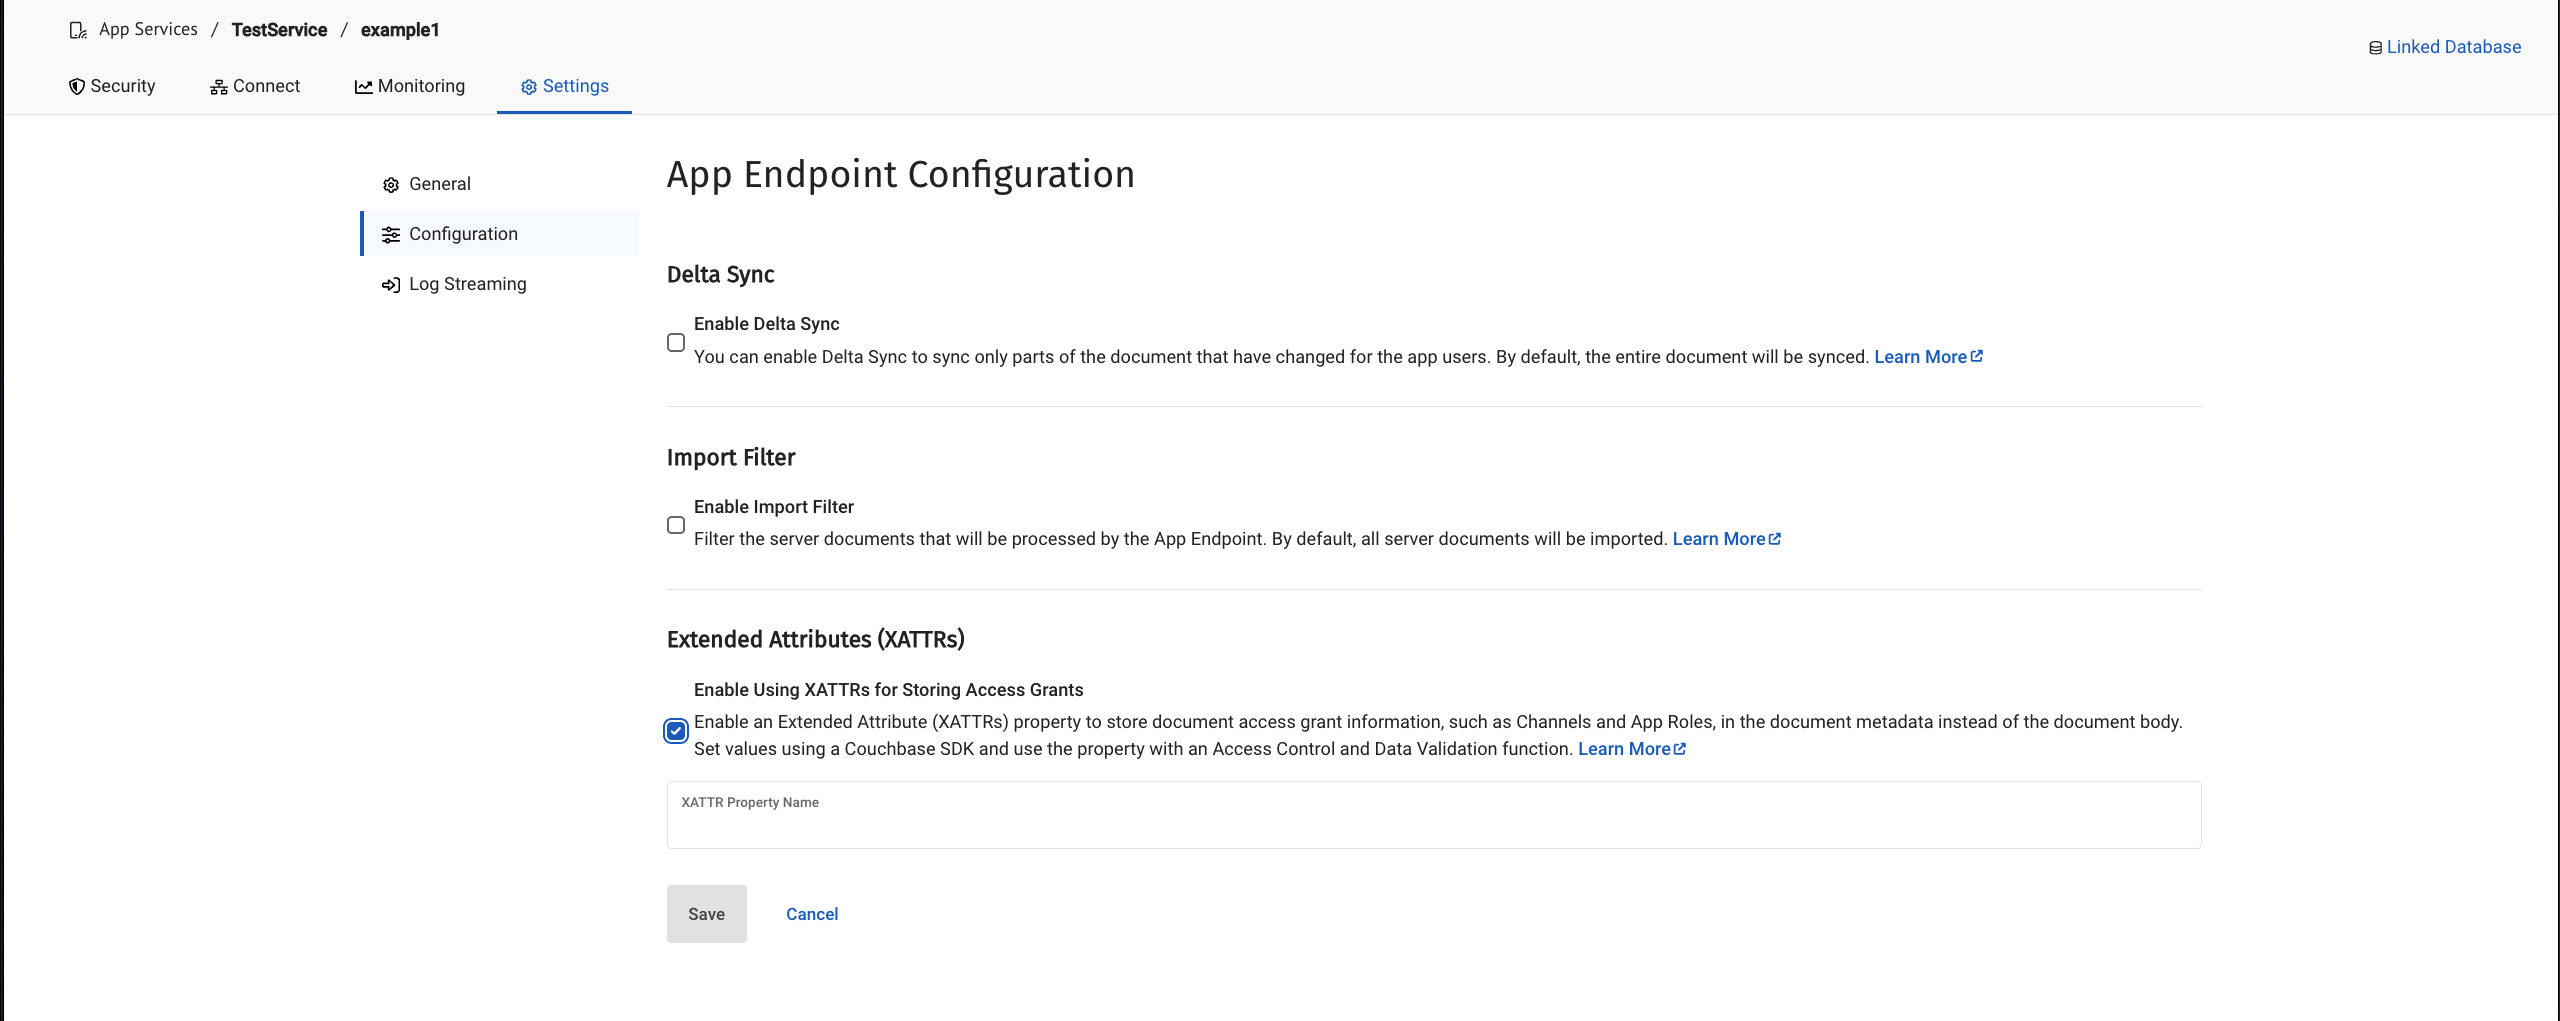 App Services / TestService / example1
Linked Database
Security Connect Monitoring Settings
General
Configuration
Log Streaming
App Endpoint Configuration
Delta Sync
Enable Delta Sync
You can enable Delta Sync to sync only parts of the document that have changed for the app users. By default, the entire document will be synced. Learn More
Import Filter
Enable Import Filter
Filter the server documents that will be processed by the App Endpoint. By default, all server documents will be imported. Learn More
Extended Attributes (XATTRs)
Enable Using XATTRs for Storing Access Grants
Enable an Extended Attribute (XATTRs) property to store document access grant information, such as Channels and App Roles, in the document metadata instead of the document body.
Set values using a Couchbase SDK and use the property with an Access Control and Data Validation function. Learn More
XATTR Property Name
Save Cancel